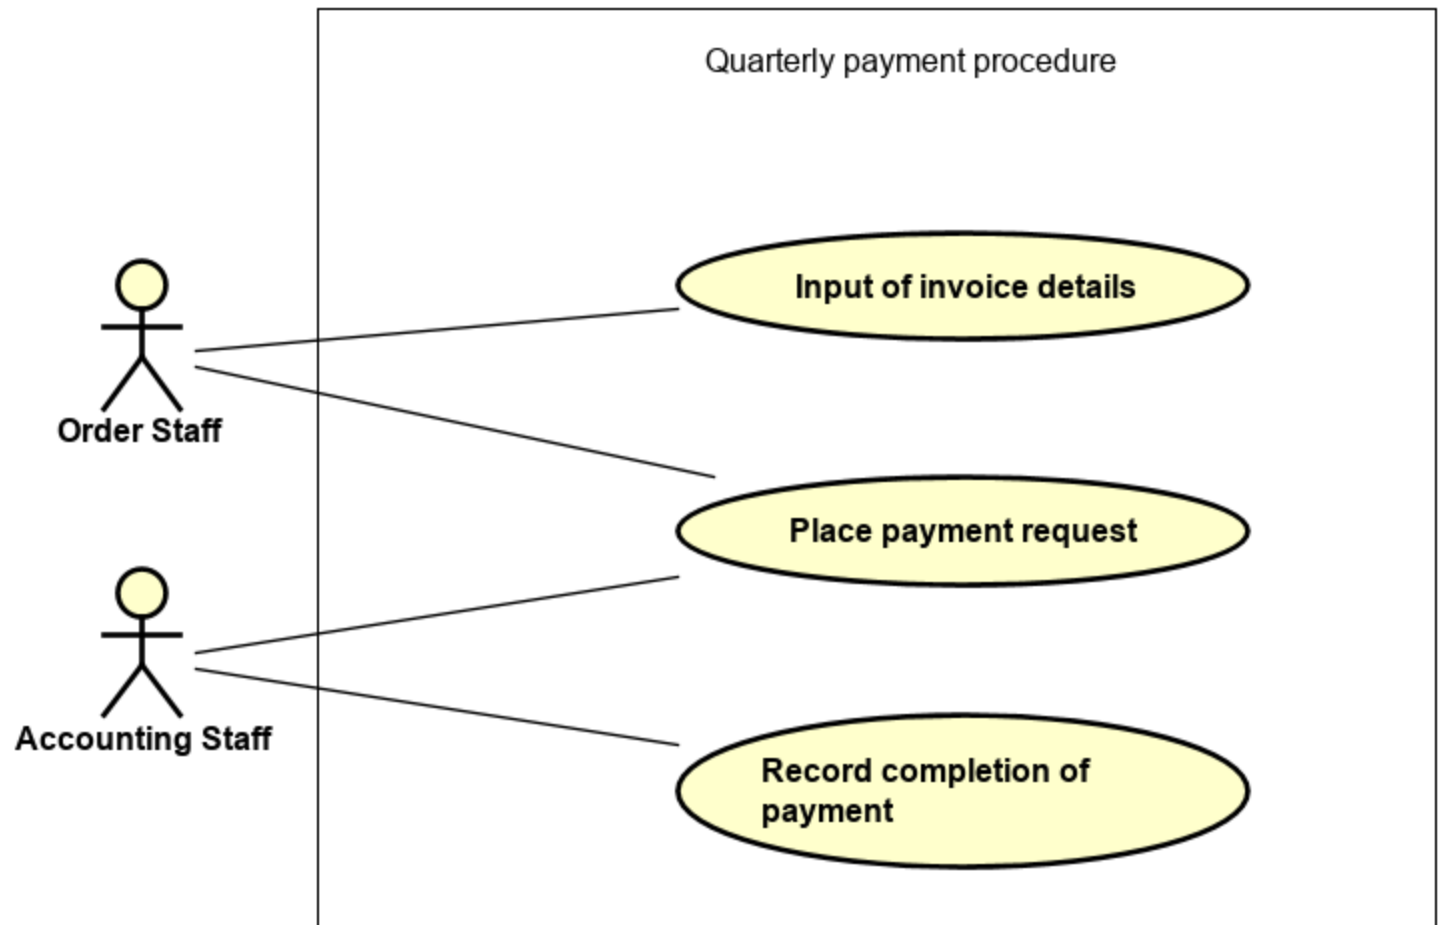 Quarterly payment procedure
Input of invoice details
Order Staff
Place payment request
Accounting Staff
Record completion of
payment